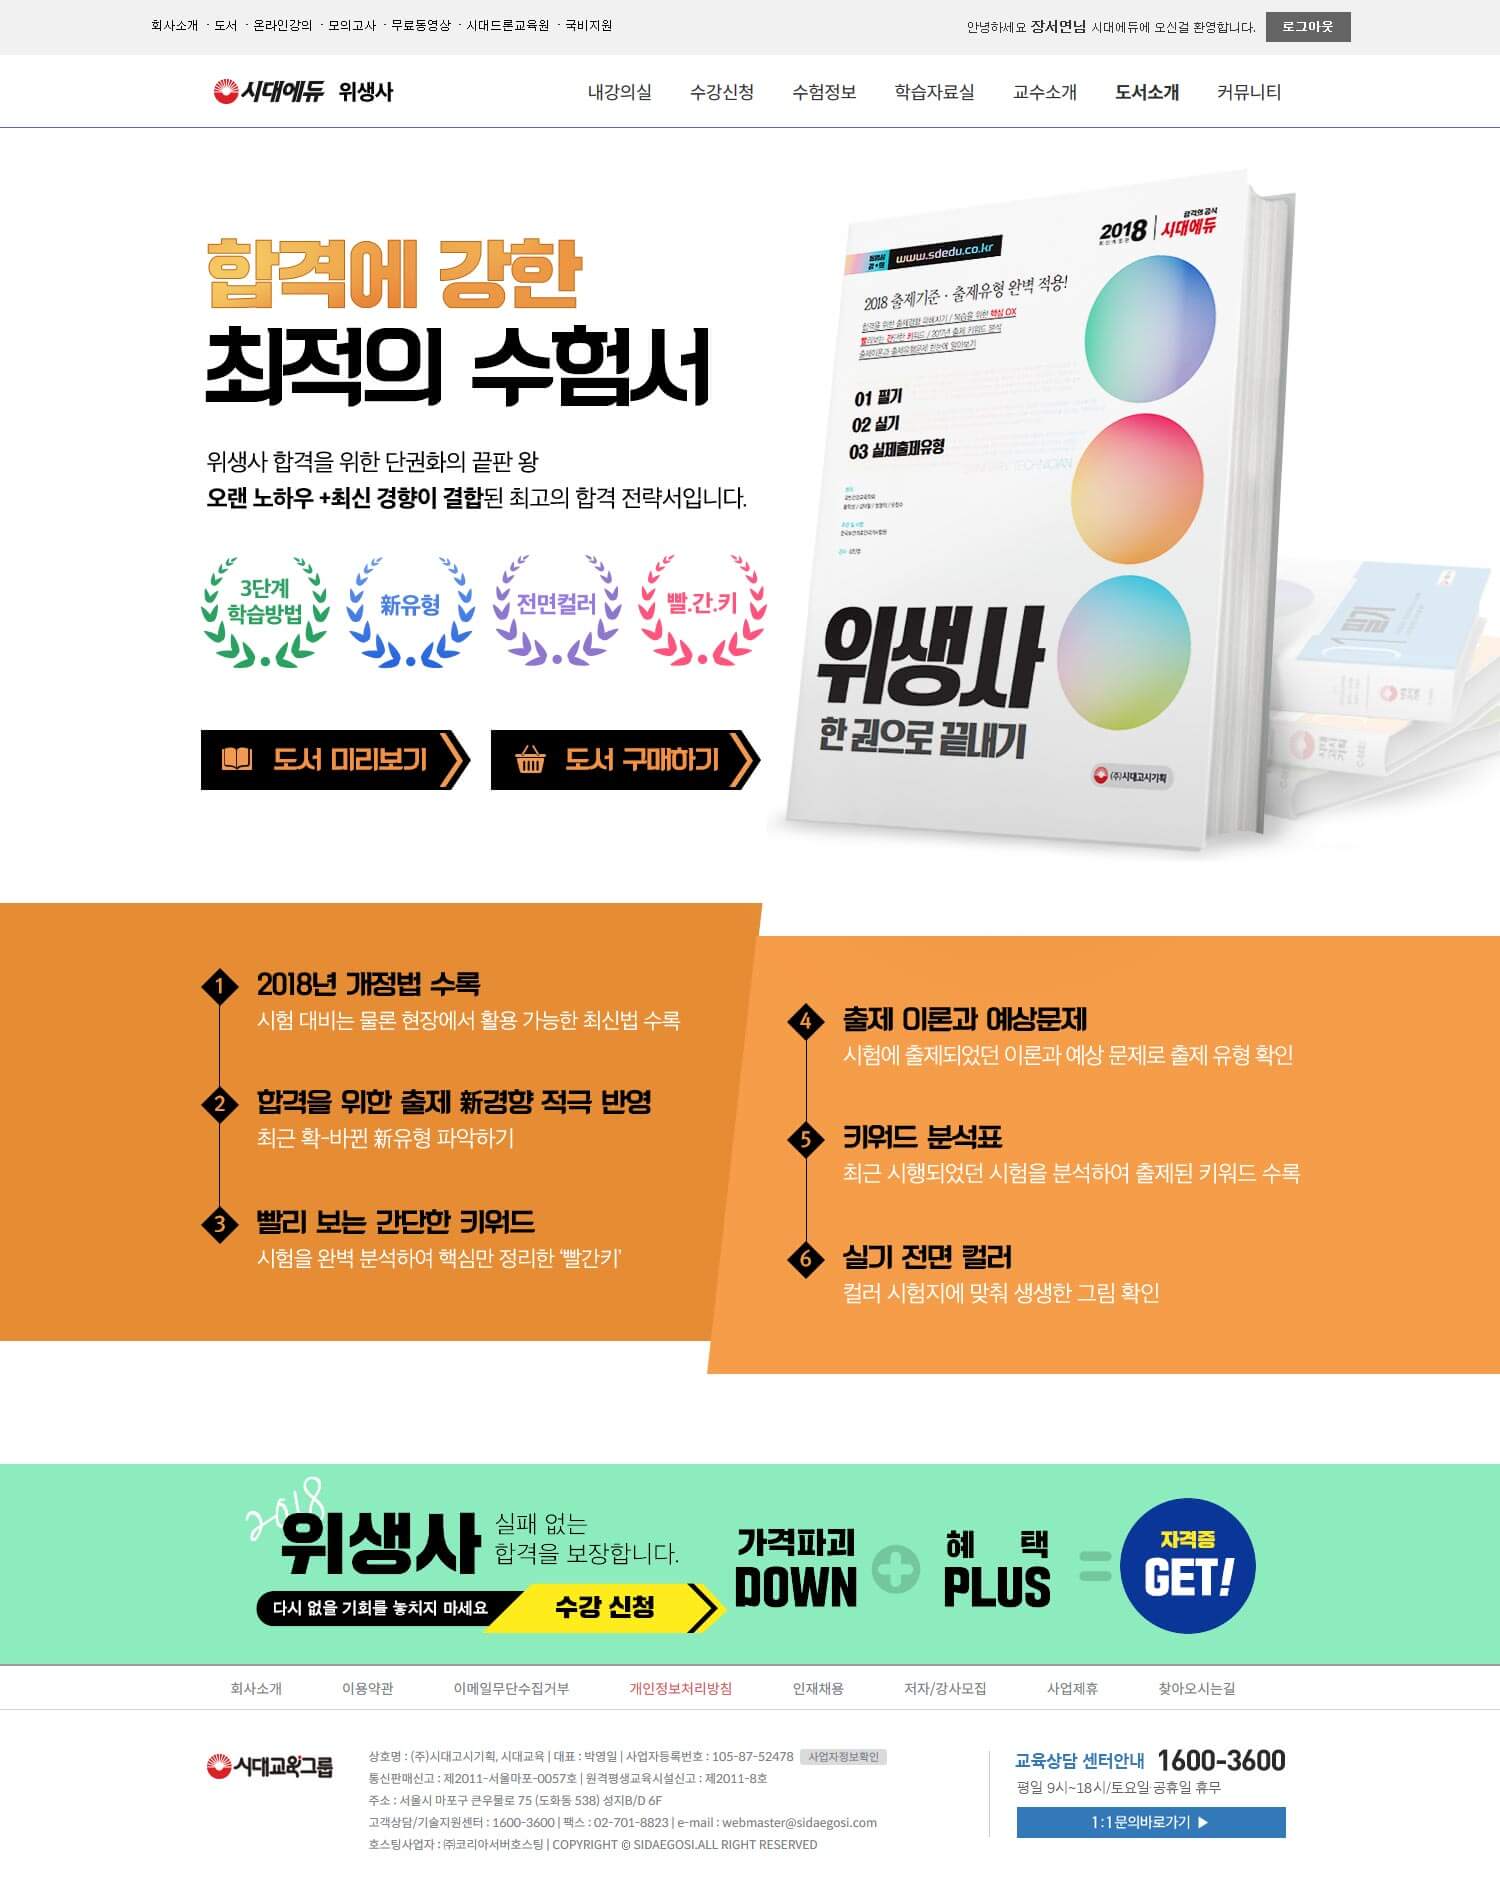 회사소개 · 도서 · 온라인강의 · 모의고사 · 무료동영상 · 시대드론교육원 · 국비지원
안녕하세요 장서연님 시대에듀에 오신걸 환영합니다. 로그아웃
시대에듀 위생사
내강의실 수강신청 수험정보 학습자료실 교수소개 도서소개 커뮤니티
합격에 강한
최적의 수험서
위생사 합격을 위한 단권화의 끝판 왕
오랜 노하우 +최신 경향이 결합된 최고의 합격 전략서입니다.
3단계
학습방법
新유형
전면컬러
빨.간.키
도서 미리보기
도서 구매하기
합격의 공식
2018 시대에듀
www.sdedu.co.kr
2018 출제기준 · 출제유형 완벽 적용!
01 필기
02 실기
03 실제출제유형
위생사
한 권으로 끝내기
(주)시대고시기획
1 2018년 개정법 수록
시험 대비는 물론 현장에서 활용 가능한 최신법 수록
2 합격을 위한 출제 新경향 적극 반영
최근 확-바뀐 新유형 파악하기
3 빨리 보는 간단한 키워드
시험을 완벽 분석하여 핵심만 정리한 ‘빨간키’
4 출제 이론과 예상문제
시험에 출제되었던 이론과 예상 문제로 출제 유형 확인
5 키워드 분석표
최근 시행되었던 시험을 분석하여 출제된 키워드 수록
6 실기 전면 컬러
컬러 시험지에 맞춰 생생한 그림 확인
2018
위생사
실패 없는
합격을 보장합니다.
다시 없을 기회를 놓치지 마세요
수강 신청
가격파괴
DOWN
+
혜 택
PLUS
=
자격증
GET!
회사소개 이용약관 이메일무단수집거부 개인정보처리방침 인재채용 저자/강사모집 사업제휴 찾아오시는길
시대교육그룹
상호명 : (주)시대고시기획, 시대교육 | 대표 : 박영일 | 사업자등록번호 : 105-87-52478 사업자정보확인
통신판매신고 : 제2011-서울마포-0057호 | 원격평생교육시설신고 : 제2011-8호
주소 : 서울시 마포구 큰우물로 75 (도화동 538) 성지B/D 6F
고객상담/기술지원센터 : 1600-3600 | 팩스 : 02-701-8823 | e-mail : webmaster@sidaegosi.com
호스팅사업자 : ㈜코리아서버호스팅 | COPYRIGHT © SIDAEGOSI.ALL RIGHT RESERVED
교육상담 센터안내 1600-3600
평일 9시~18시/토요일·공휴일 휴무
1:1문의바로가기 ▶